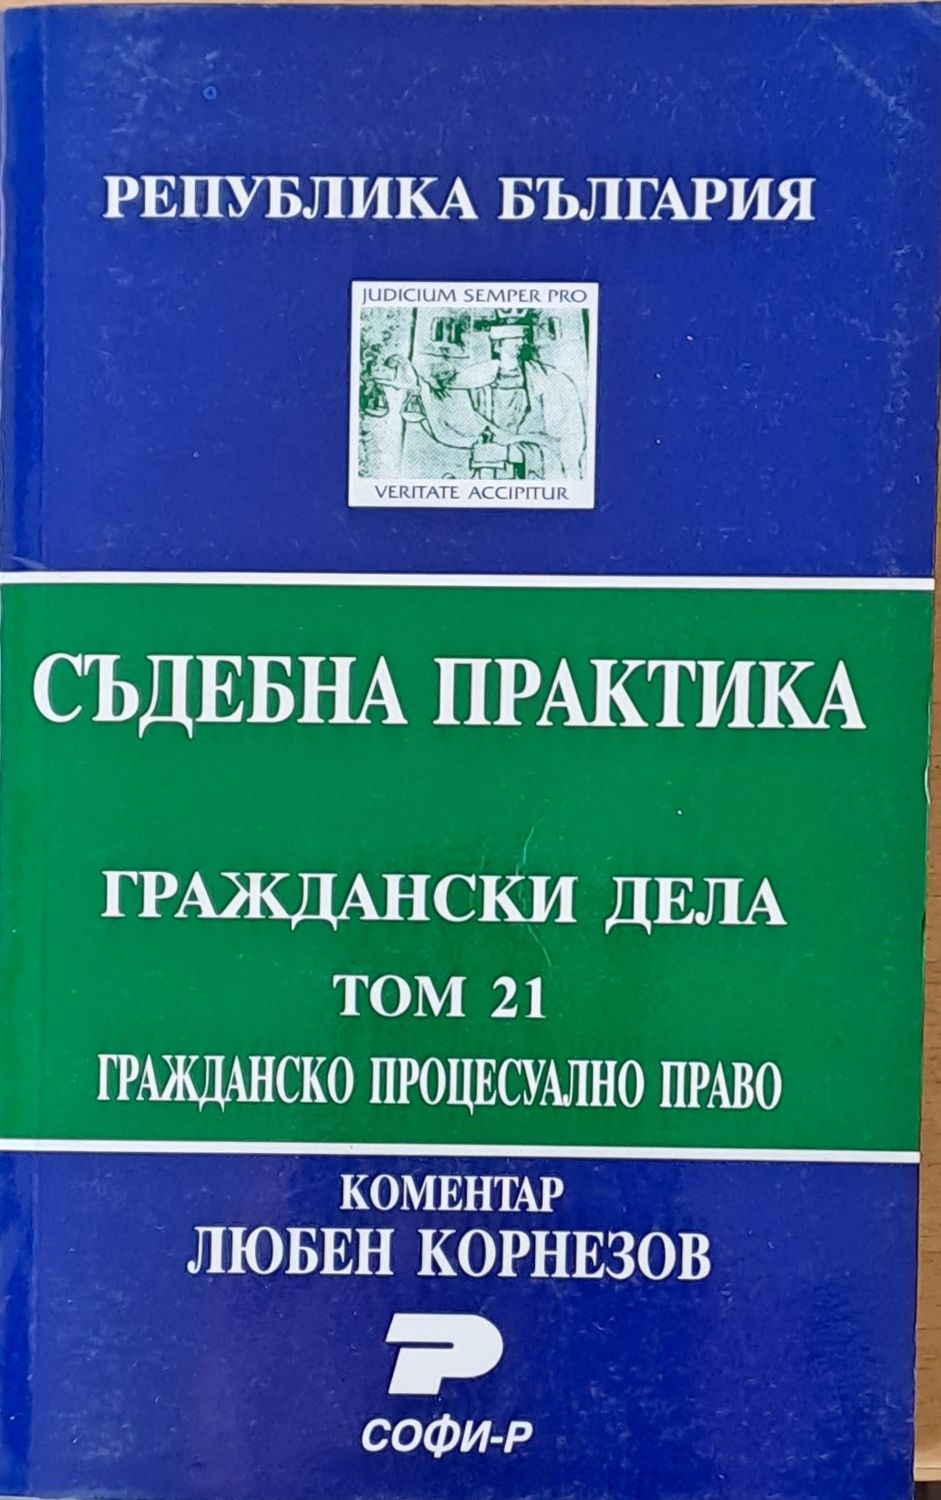 РЕПУБЛИКА БЪЛГАРИЯ
JUDICIUM SEMPER PRO
VERITATE ACCIPITUR
СЪДЕБНА ПРАКТИКА
ГРАЖДАНСКИ ДЕЛА
ТОМ 21
ГРАЖДАНСКО ПРОЦЕСУАЛНО ПРАВО
КОМЕНТАР
ЛЮБЕН КОРНЕЗОВ
СОФИ-Р